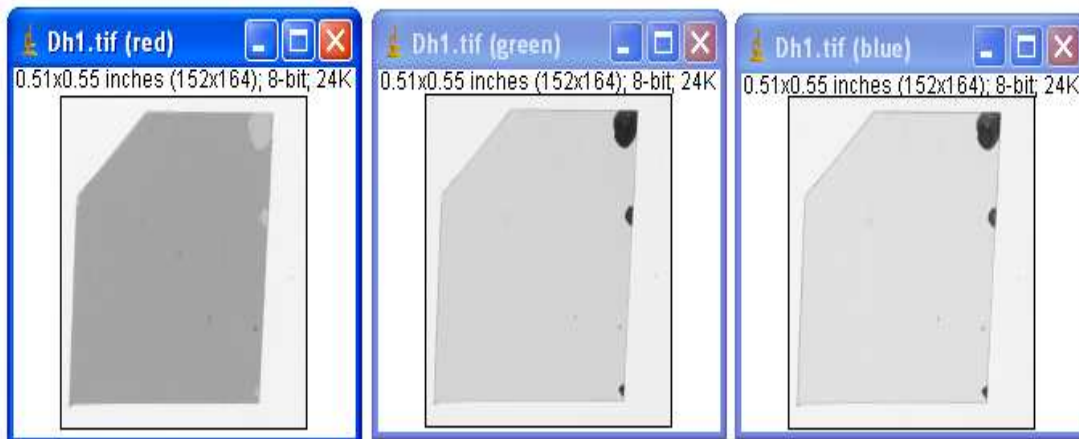 Dh1.tif (red)
0.51x0.55 inches (152x164); 8-bit; 24K
Dh1.tif (green)
0.51x0.55 inches (152x164); 8-bit; 24K
Dh1.tif (blue)
0.51x0.55 inches (152x164); 8-bit; 24K